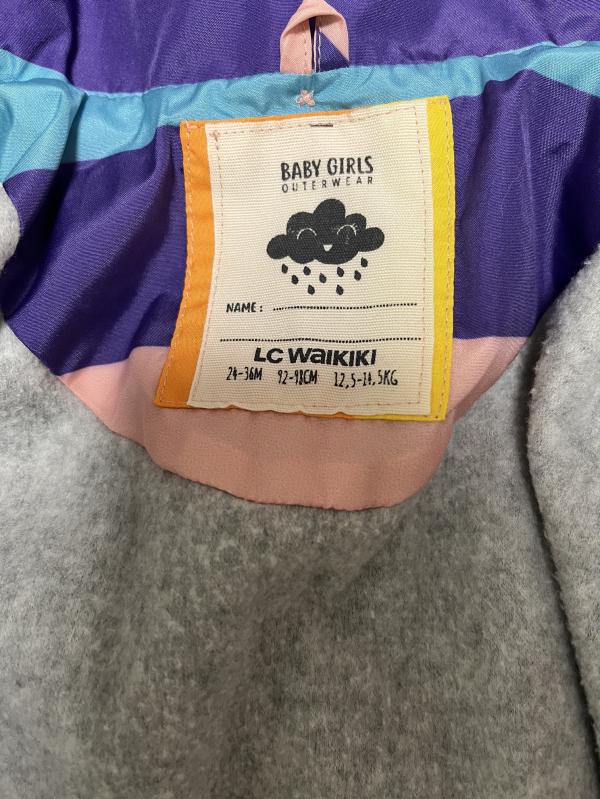 BABY GIRLS
OUTERWEAR
NAME:
LC WAIKIKI
24-36M 92-98CM 12,5-14,5KG